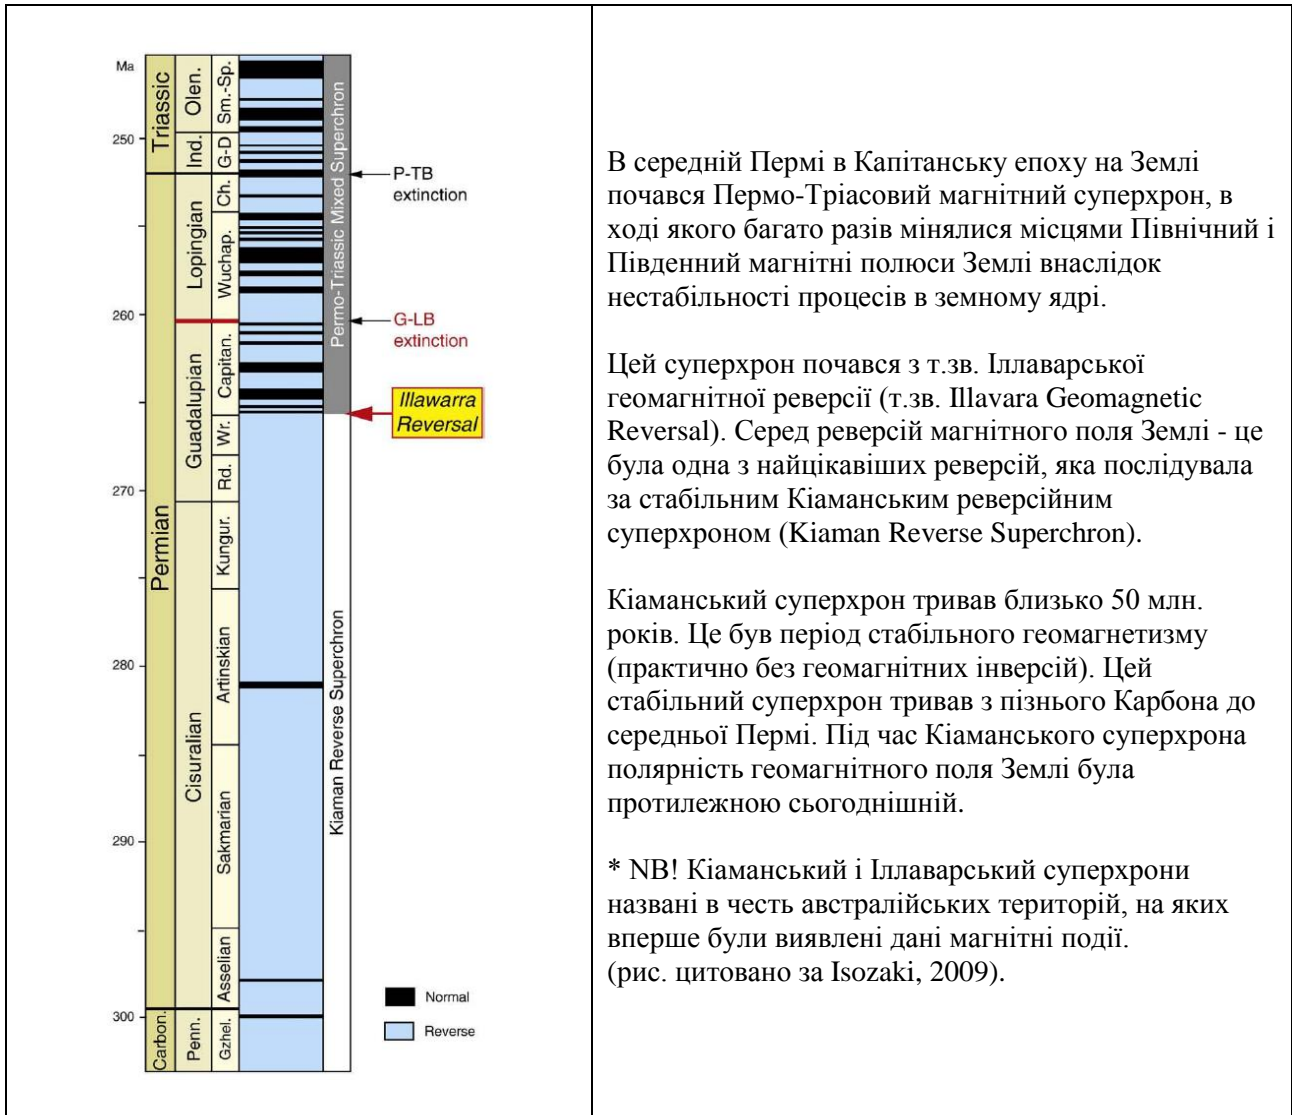 Ma
250
260
270
280
290
300
Triassic
Permian
Carbon.
Olen.
Ind.
Lopingian
Guadalupian
Cisuralian
Penn.
Sm.-Sp.
G-D
Ch.
Wuchap.
Capitan.
Wr.
Rd.
Kungur.
Artinskian
Sakmarian
Asselian
Gzhel.
Permo-Triassic Mixed Superchron
Kiaman Reverse Superchron
P-TB
extinction
G-LB
extinction
Illawarra
Reversal
Normal
Reverse
В середній Пермі в Капітанську епоху на Землі
почався Пермо-Тріасовий магнітний суперхрон, в
ході якого багато разів мінялися місцями Північний і
Південний магнітні полюси Землі внаслідок
нестабільності процесів в земному ядрі.
Цей суперхрон почався з т.зв. Іллаварської
геомагнітної реверсії (т.зв. Illavara Geomagnetic
Reversal). Серед реверсій магнітного поля Землі - це
була одна з найцікавіших реверсій, яка послідувала
за стабільним Кіаманським реверсійним
суперхроном (Kiaman Reverse Superchron).
Кіаманський суперхрон тривав близько 50 млн.
років. Це був період стабільного геомагнетизму
(практично без геомагнітних інверсій). Цей
стабільний суперхрон тривав з пізнього Карбона до
середньої Пермі. Під час Кіаманського суперхрона
полярність геомагнітного поля Землі була
протилежною сьогоднішній.
* NB! Кіаманський і Іллаварський суперхрони
названі в честь австралійських територій, на яких
вперше були виявлені дані магнітні події.
(рис. цитовано за Isozaki, 2009).